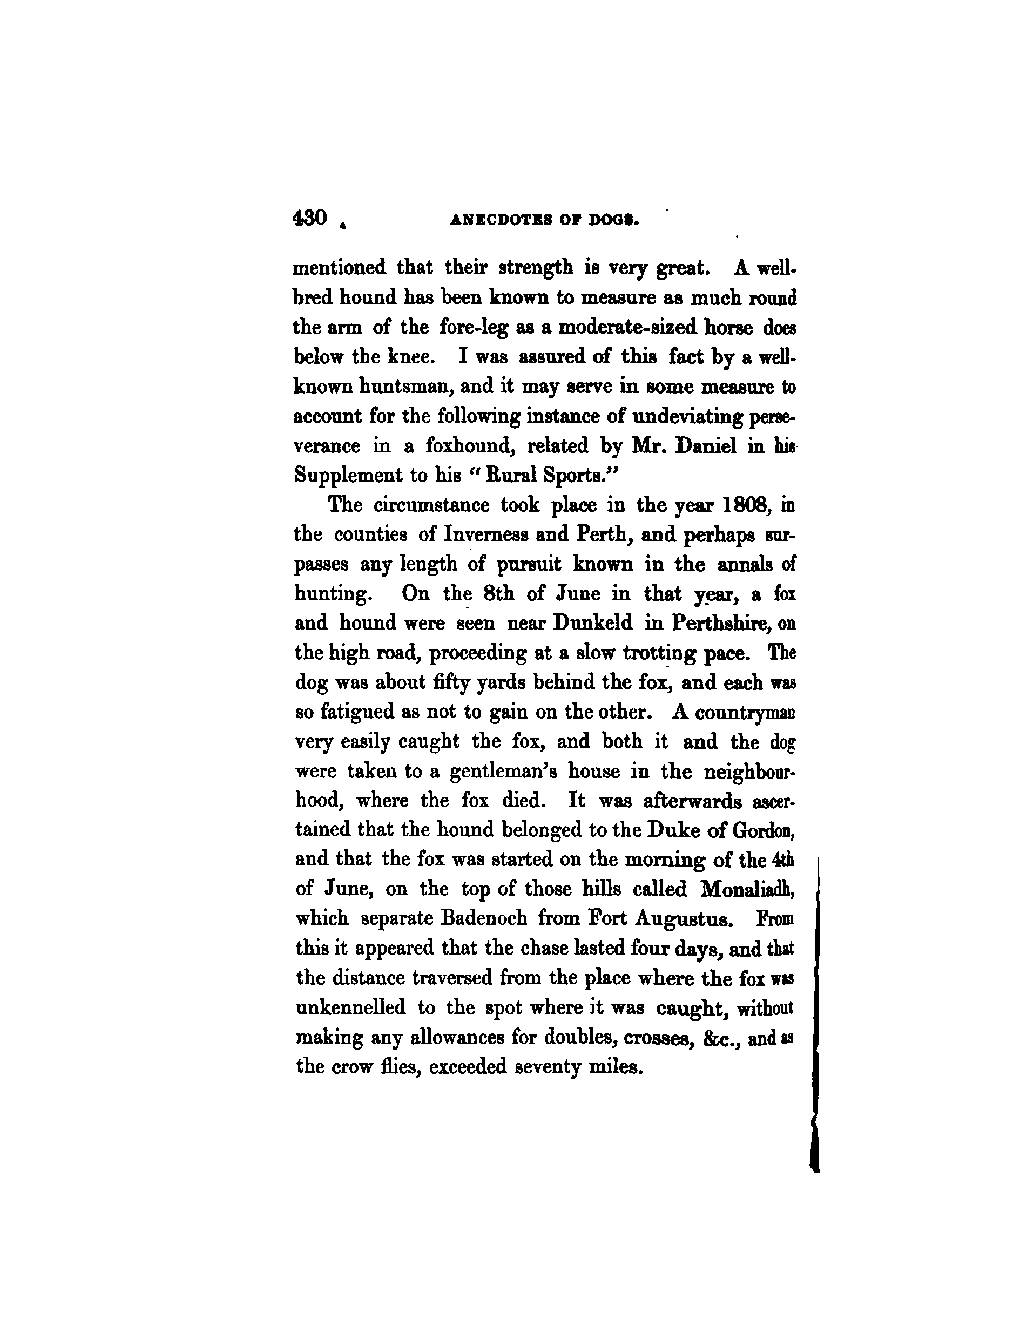 430 ANECDOTES OF DOGS.
mentioned that their strength is very great. A well-
bred hound has been known to measure as much round
the arm of the fore-leg as a moderate-sized horse does
below the knee. I was assured of this fact by a well-
known huntsman, and it may serve in some measure to
account for the following instance of undeviating perse-
verance in a foxhound, related by Mr. Daniel in his
Supplement to his “Rural Sports.”
The circumstance took place in the year 1808, in
the counties of Inverness and Perth, and perhaps sur-
passes any length of pursuit known in the annals of
hunting. On the 8th of June in that year, a fox
and hound were seen near Dunkeld in Perthshire, on
the high road, proceeding at a slow trotting pace. The
dog was about fifty yards behind the fox, and each was
so fatigued as not to gain on the other. A countryman
very easily caught the fox, and both it and the dog
were taken to a gentleman’s house in the neighbour-
hood, where the fox died. It was afterwards ascer-
tained that the hound belonged to the Duke of Gordon,
and that the fox was started on the morning of the 4th
of June, on the top of those hills called Monaliadh,
which separate Badenoch from Fort Augustus. From
this it appeared that the chase lasted four days, and that
the distance traversed from the place where the fox was
unkennelled to the spot where it was caught, without
making any allowances for doubles, crosses, &c., and as
the crow flies, exceeded seventy miles.